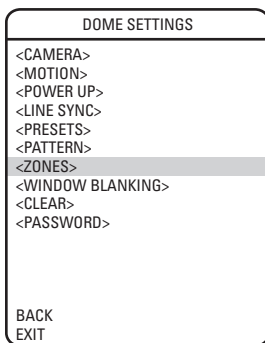 DOME SETTINGS
<CAMERA>
<MOTION>
<POWER UP>
<LINE SYNC>
<PRESETS>
<PATTERN>
<ZONES>
<WINDOW BLANKING>
<CLEAR>
<PASSWORD>
BACK
EXIT